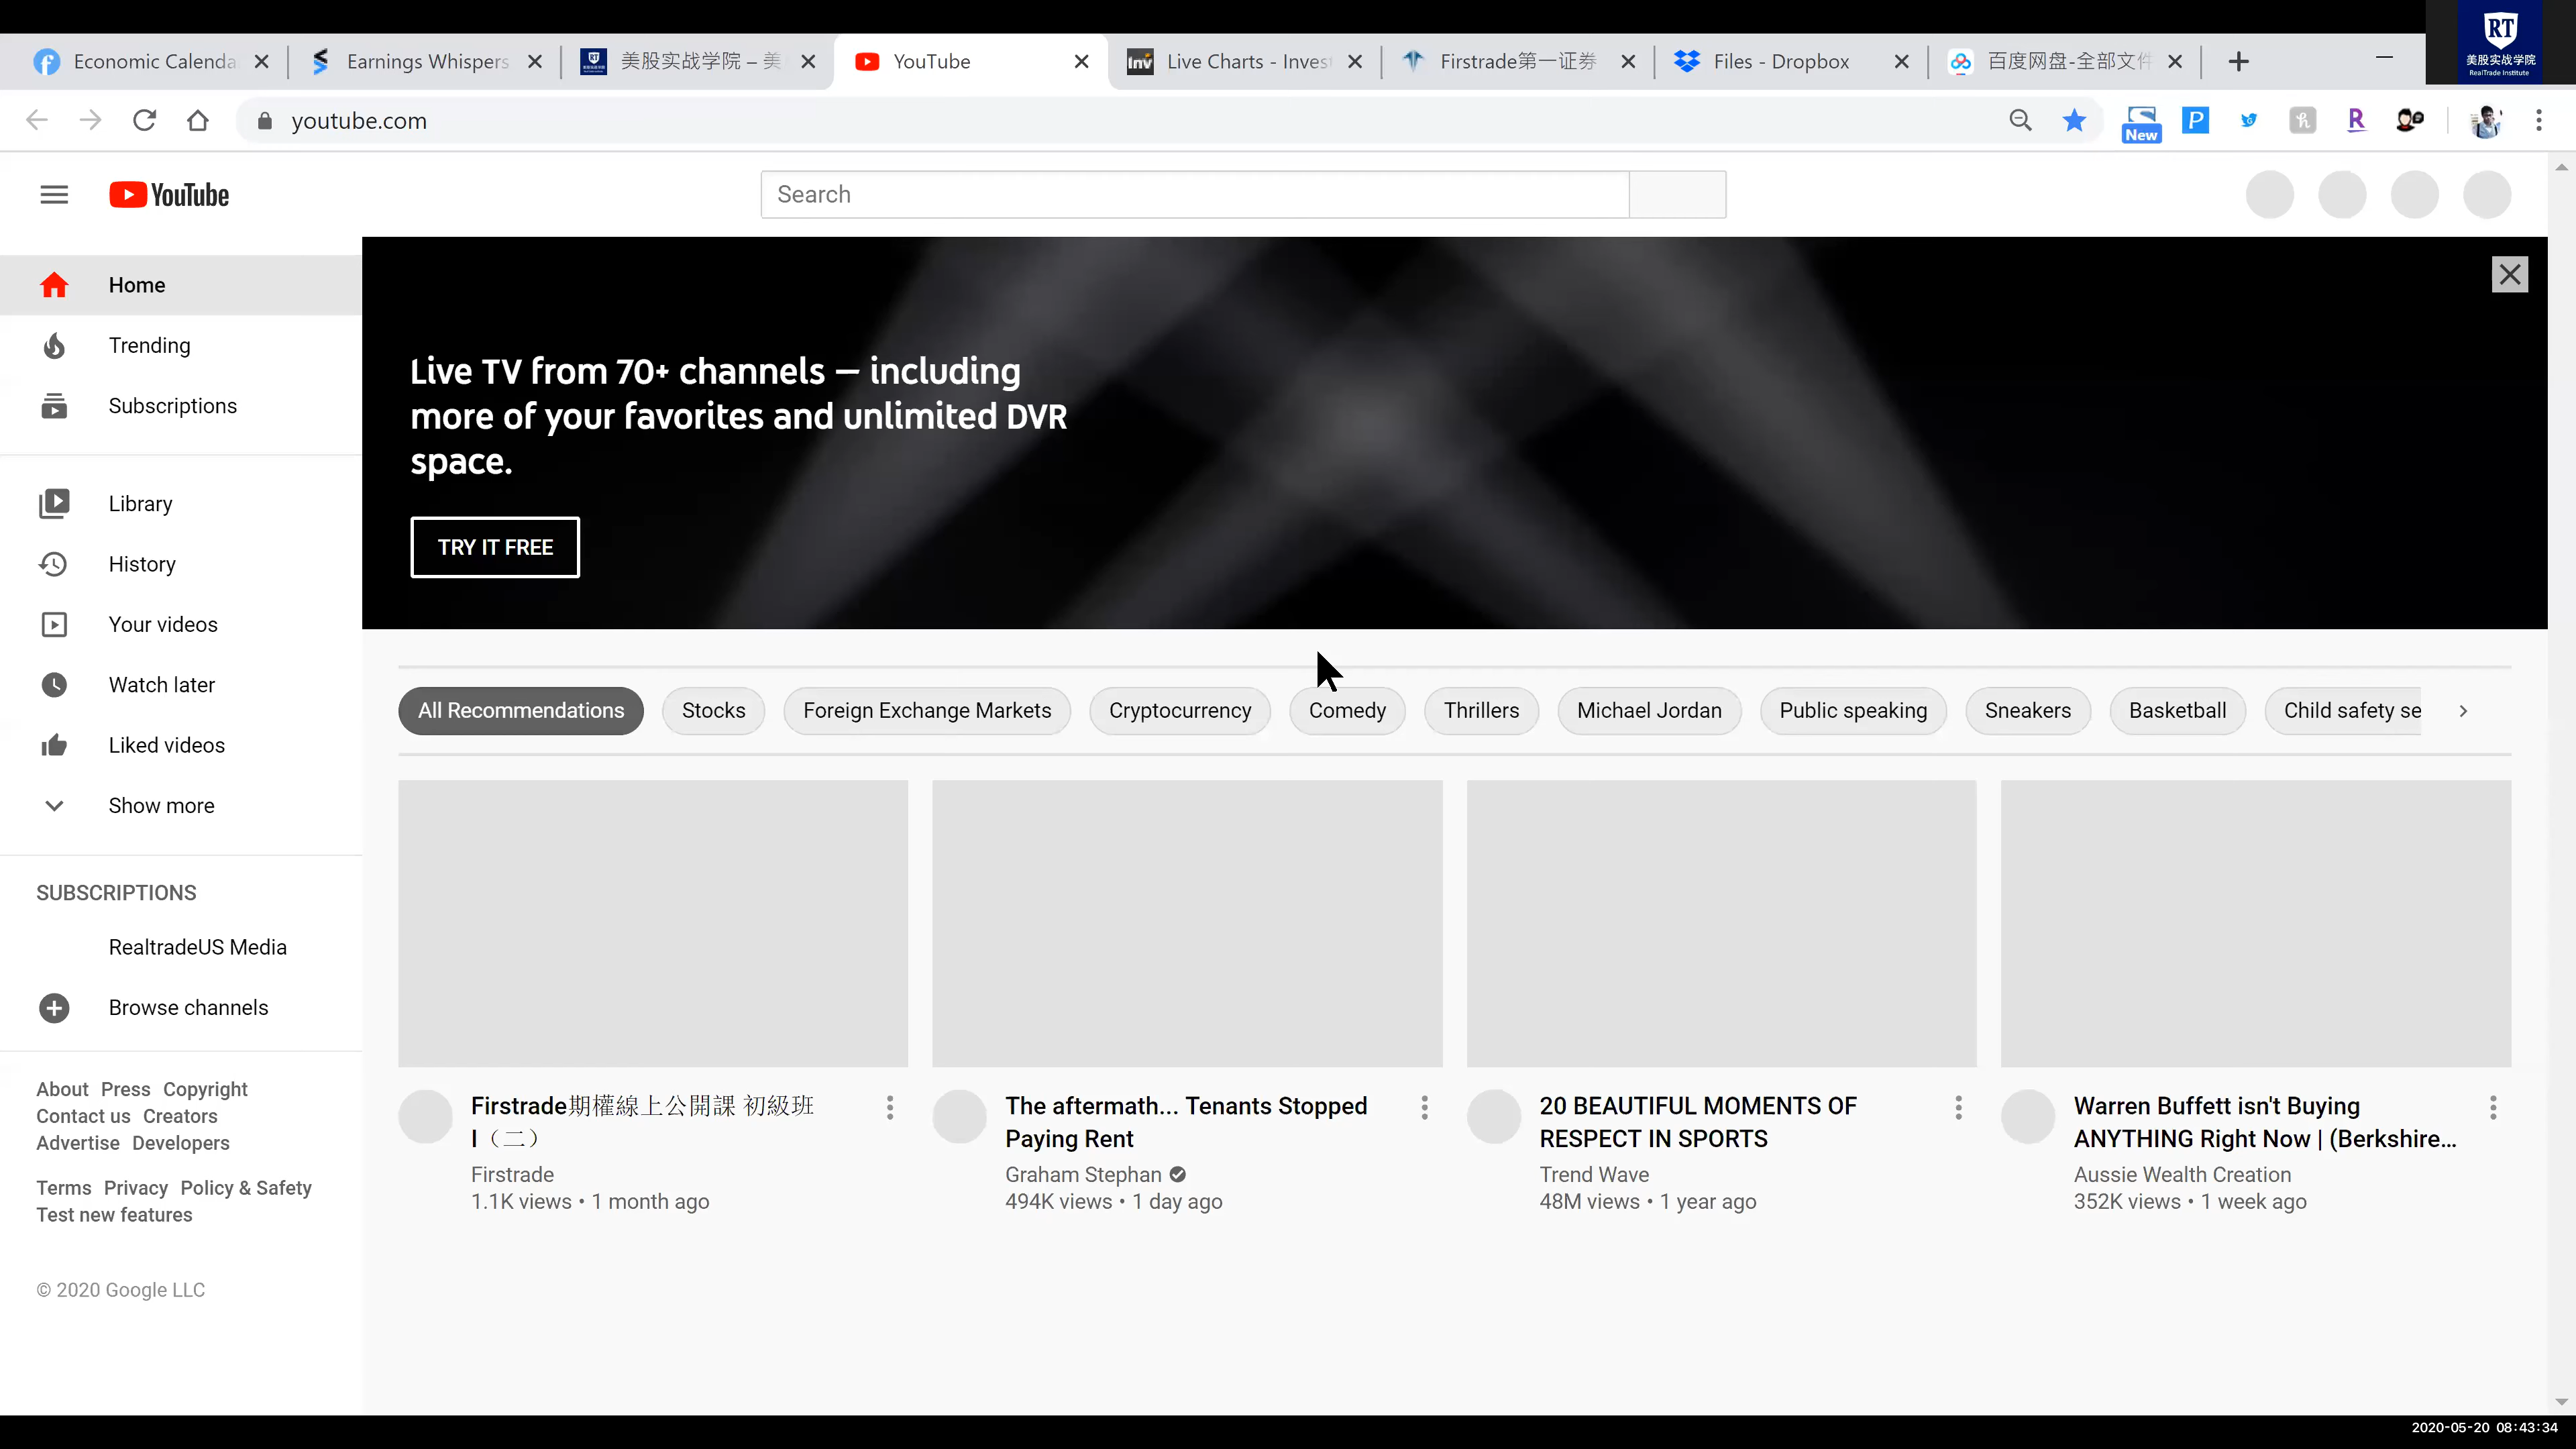 Economic Calenda
Earnings Whispers
美股实战学院 – 美
YouTube
Live Charts - Inves
Firstrade第一证券
Files - Dropbox
百度网盘-全部文件
RT
美股实战学院
RealTrade Institute
youtube.com
New
YouTube
Search
Home
Trending
Subscriptions
Library
History
Your videos
Watch later
Liked videos
Show more
SUBSCRIPTIONS
RealtradeUS Media
Browse channels
About Press Copyright
Contact us Creators
Advertise Developers
Terms Privacy Policy & Safety
Test new features
© 2020 Google LLC
Live TV from 70+ channels — including
more of your favorites and unlimited DVR
space.
TRY IT FREE
All Recommendations
Stocks
Foreign Exchange Markets
Cryptocurrency
Comedy
Thrillers
Michael Jordan
Public speaking
Sneakers
Basketball
Child safety se
Firstrade期權線上公開課 初級班
I（二）
Firstrade
1.1K views • 1 month ago
The aftermath... Tenants Stopped
Paying Rent
Graham Stephan
494K views • 1 day ago
20 BEAUTIFUL MOMENTS OF
RESPECT IN SPORTS
Trend Wave
48M views • 1 year ago
Warren Buffett isn't Buying
ANYTHING Right Now | (Berkshire...
Aussie Wealth Creation
352K views • 1 week ago
2020-05-20 08:43:34